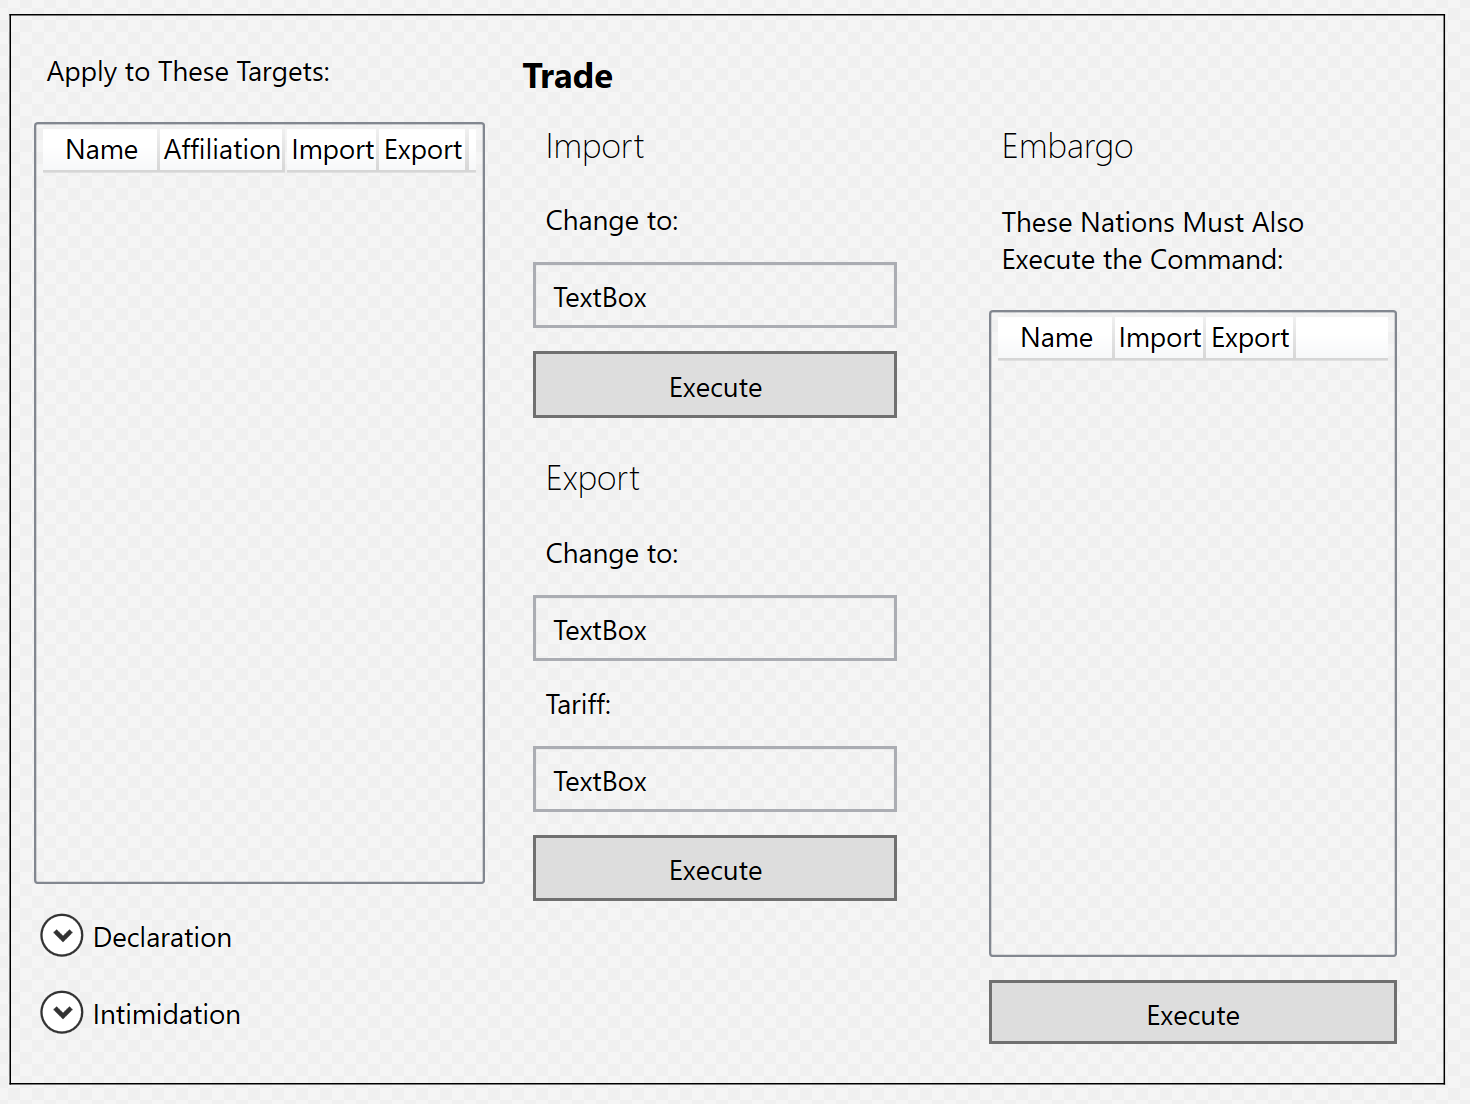 Apply to These Targets:
Name Affiliation Import Export
Declaration
Intimidation
Trade
Import
Change to:
TextBox
Execute
Export
Change to:
TextBox
Tariff:
TextBox
Execute
Embargo
These Nations Must Also
Execute the Command:
Name Import Export
Execute